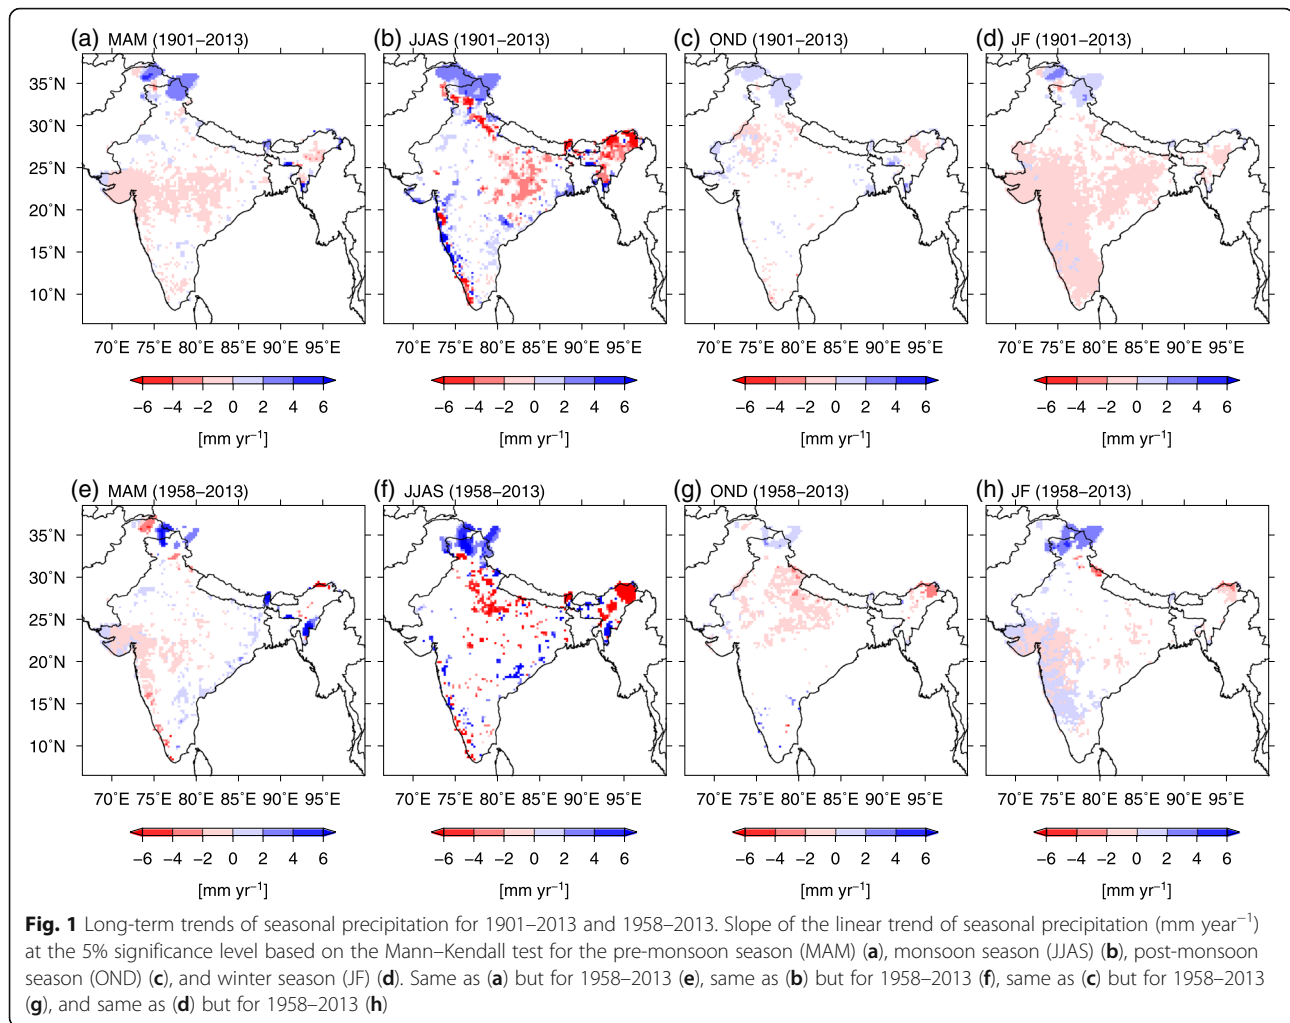 (a) MAM (1901–2013)
(b) JJAS (1901–2013)
(c) OND (1901–2013)
(d) JF (1901–2013)
35°N
30°N
25°N
20°N
15°N
10°N
70°E 75°E 80°E 85°E 90°E 95°E
70°E 75°E 80°E 85°E 90°E 95°E
70°E 75°E 80°E 85°E 90°E 95°E
70°E 75°E 80°E 85°E 90°E 95°E
−6 −4 −2 0 2 4 6
−6 −4 −2 0 2 4 6
−6 −4 −2 0 2 4 6
−6 −4 −2 0 2 4 6
[mm yr⁻¹]
[mm yr⁻¹]
[mm yr⁻¹]
[mm yr⁻¹]
(e) MAM (1958–2013)
(f) JJAS (1958–2013)
(g) OND (1958–2013)
(h) JF (1958–2013)
35°N
30°N
25°N
20°N
15°N
10°N
70°E 75°E 80°E 85°E 90°E 95°E
70°E 75°E 80°E 85°E 90°E 95°E
70°E 75°E 80°E 85°E 90°E 95°E
70°E 75°E 80°E 85°E 90°E 95°E
−6 −4 −2 0 2 4 6
−6 −4 −2 0 2 4 6
−6 −4 −2 0 2 4 6
−6 −4 −2 0 2 4 6
[mm yr⁻¹]
[mm yr⁻¹]
[mm yr⁻¹]
[mm yr⁻¹]
Fig. 1 Long-term trends of seasonal precipitation for 1901–2013 and 1958–2013. Slope of the linear trend of seasonal precipitation (mm year⁻¹)
at the 5% significance level based on the Mann–Kendall test for the pre-monsoon season (MAM) (a), monsoon season (JJAS) (b), post-monsoon
season (OND) (c), and winter season (JF) (d). Same as (a) but for 1958–2013 (e), same as (b) but for 1958–2013 (f), same as (c) but for 1958–2013
(g), and same as (d) but for 1958–2013 (h)